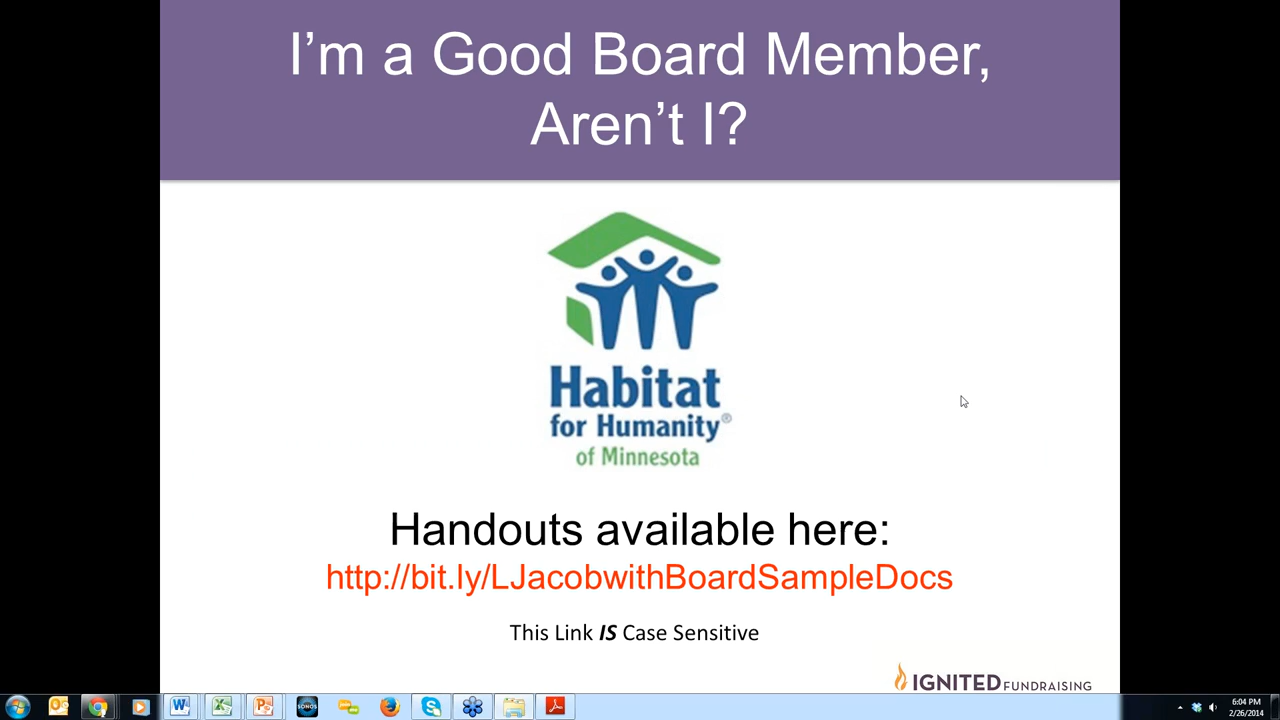 I'm a Good Board Member,
Aren't I?
Habitat
for Humanity®
of Minnesota
Handouts available here:
http://bit.ly/LJacobwithBoardSampleDocs
This Link IS Case Sensitive
IGNITED FUNDRAISING
SONOS
6:04 PM
2/26/2014